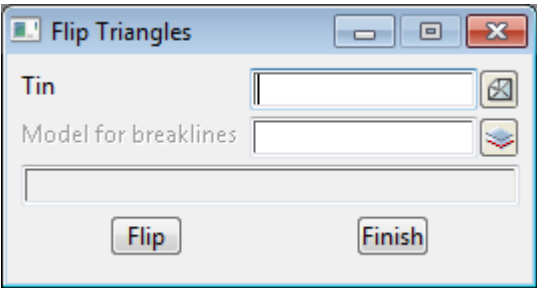 Flip Triangles
Tin
Model for breaklines
Flip Finish